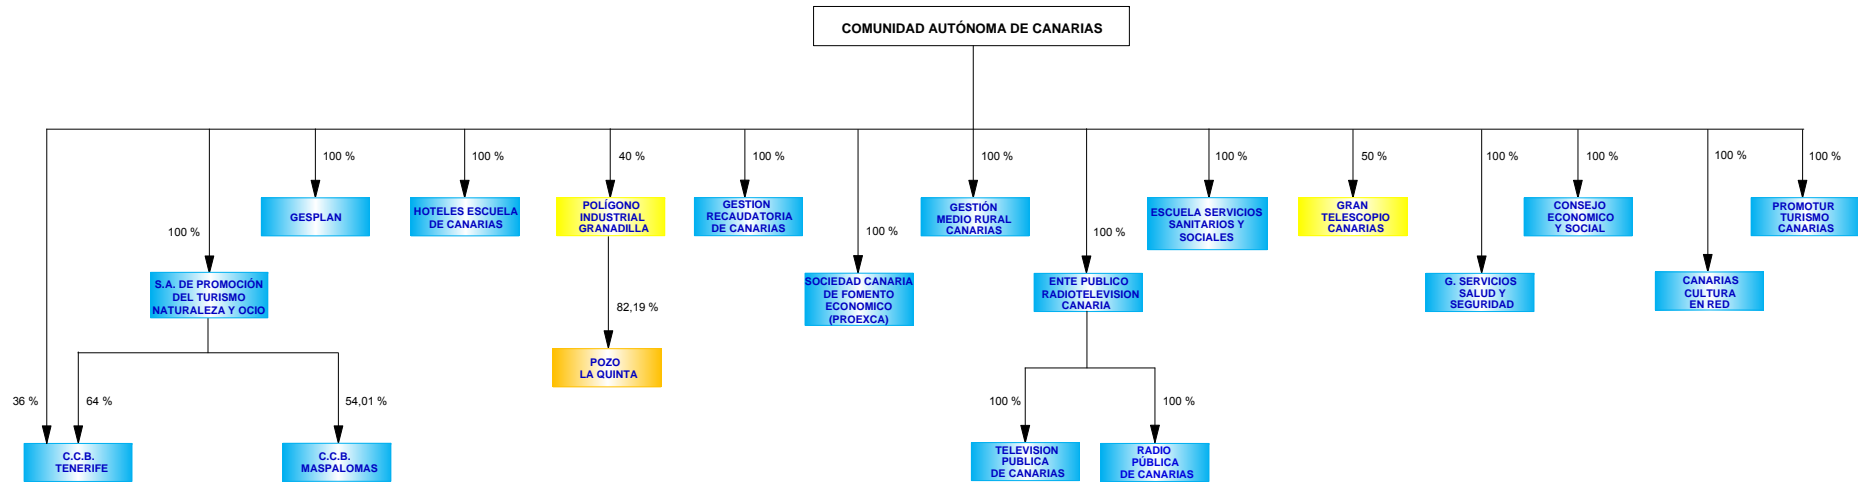 COMUNIDAD AUTÓNOMA DE CANARIAS
100 %
100 %
40 %
100 %
100 %
100 %
50 %
100 %
100 %
100 %
100 %
GESPLAN
HOTELES ESCUELA
DE CANARIAS
POLÍGONO
INDUSTRIAL
GRANADILLA
GESTION
RECAUDATORIA
DE CANARIAS
GESTIÓN
MEDIO RURAL
CANARIAS
ESCUELA SERVICIOS
SANITARIOS Y
SOCIALES
GRAN
TELESCOPIO
CANARIAS
CONSEJO
ECONOMICO
Y SOCIAL
PROMOTUR
TURISMO
CANARIAS
100 %
100 %
100 %
S.A. DE PROMOCIÓN
DEL TURISMO
NATURALEZA Y OCIO
SOCIEDAD CANARIA
DE FOMENTO
ECONOMICO
(PROEXCA)
ENTE PUBLICO
RADIOTELEVISION
CANARIA
G. SERVICIOS
SALUD Y
SEGURIDAD
CANARIAS
CULTURA
EN RED
82,19 %
POZO
LA QUINTA
36 %
64 %
54,01 %
100 %
100 %
C.C.B.
TENERIFE
C.C.B.
MASPALOMAS
TELEVISION
PUBLICA
DE CANARIAS
RADIO
PÚBLICA
DE CANARIAS